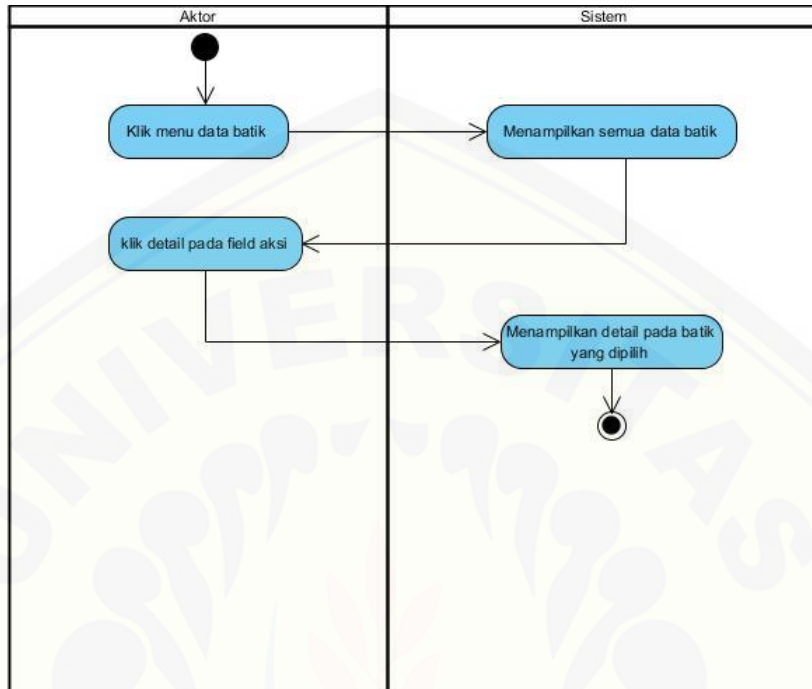 Aktor
Sistem
Klik menu data batik
Menampilkan semua data batik
klik detail pada field aksi
Menampilkan detail pada batik
yang dipilih
UNIVERSITAS